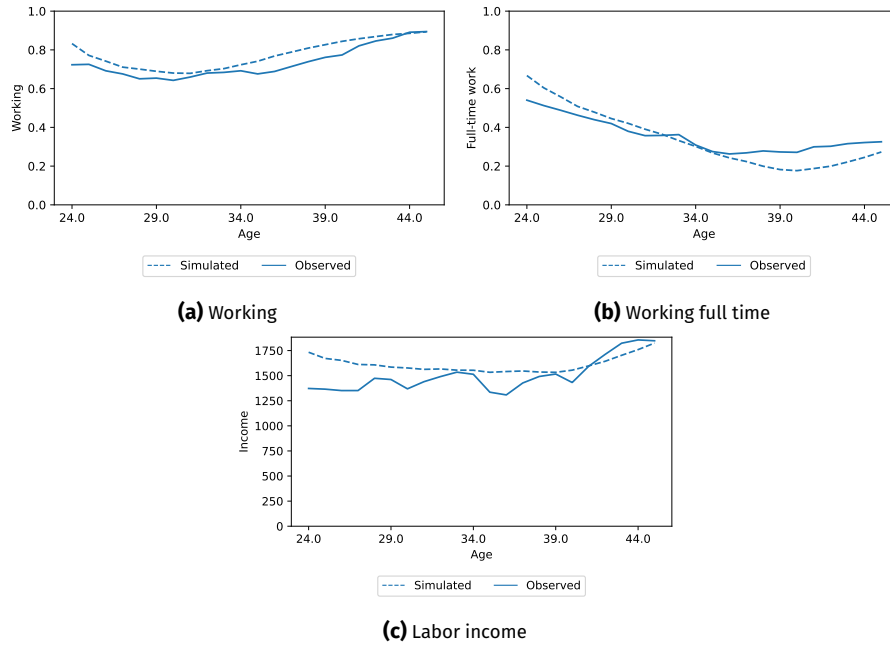 1.0
0.8
0.6
0.4
0.2
0.0
Working
24.0 29.0 34.0 39.0 44.0
Age
Simulated Observed
(a) Working
1.0
0.8
0.6
0.4
0.2
0.0
Full-time work
24.0 29.0 34.0 39.0 44.0
Age
Simulated Observed
(b) Working full time
1750
1500
1250
1000
750
500
250
0
Income
24.0 29.0 34.0 39.0 44.0
Age
Simulated Observed
(c) Labor income